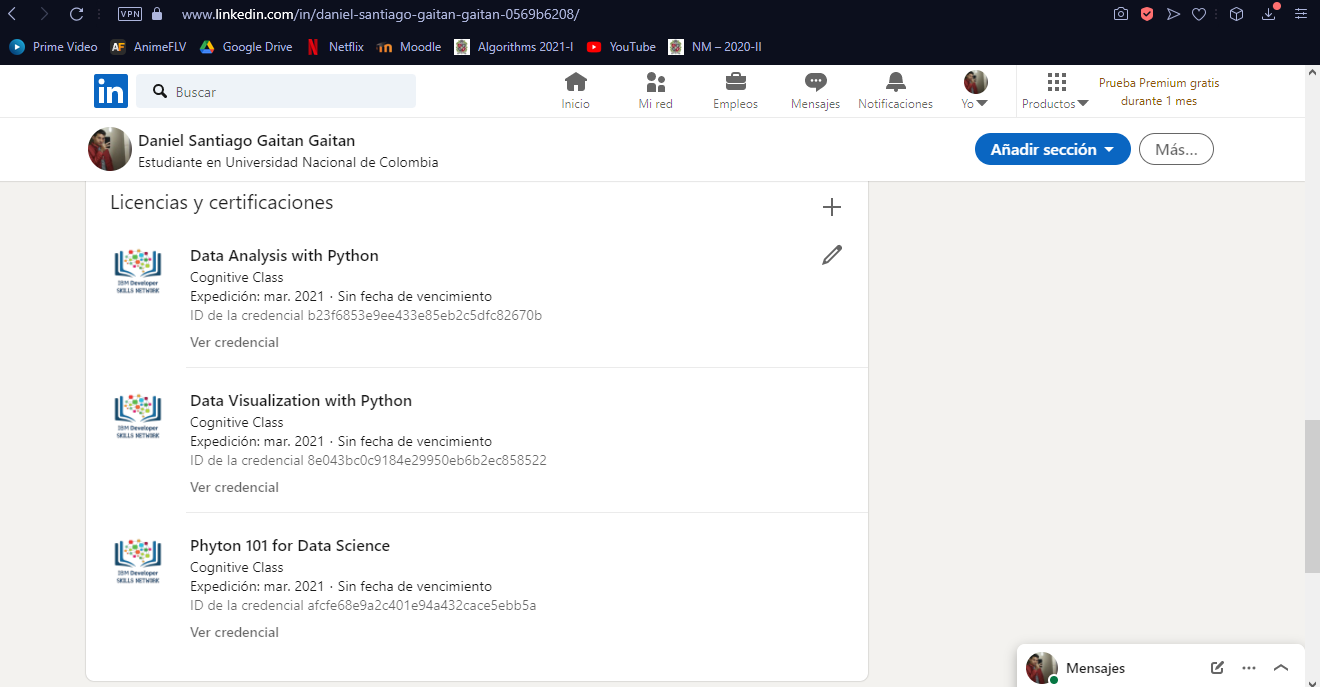 VPN
www.linkedin.com/in/daniel-santiago-gaitan-gaitan-0569b6208/
Prime Video AF AnimeFLV Google Drive Netflix Moodle Algorithms 2021-I YouTube NM – 2020-II
in Buscar
Inicio Mi red Empleos Mensajes Notificaciones Yo Productos
Prueba Premium gratis
durante 1 mes
Daniel Santiago Gaitan Gaitan
Estudiante en Universidad Nacional de Colombia
Añadir sección Más...
Licencias y certificaciones
IBM Developer
SKILLS NETWORK
Data Analysis with Python
Cognitive Class
Expedición: mar. 2021 · Sin fecha de vencimiento
ID de la credencial b23f6853e9ee433e85eb2c5dfc82670b
Ver credencial
IBM Developer
SKILLS NETWORK
Data Visualization with Python
Cognitive Class
Expedición: mar. 2021 · Sin fecha de vencimiento
ID de la credencial 8e043bc0c9184e29950eb6b2ec858522
Ver credencial
IBM Developer
SKILLS NETWORK
Phyton 101 for Data Science
Cognitive Class
Expedición: mar. 2021 · Sin fecha de vencimiento
ID de la credencial afcfe68e9a2c401e94a432cace5ebb5a
Ver credencial
Mensajes